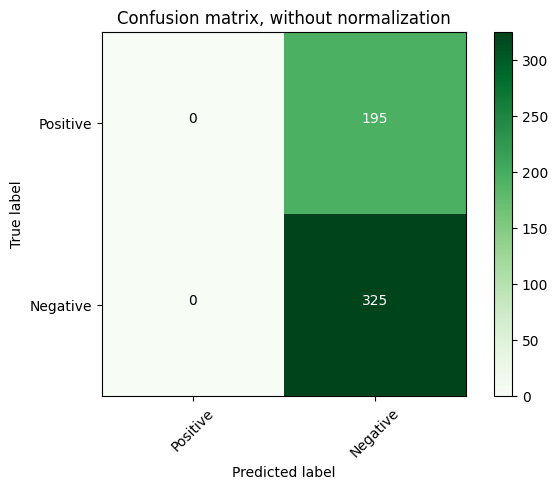 Confusion matrix, without normalization
True label
Positive
0
195
Negative
0
325
Positive
Negative
Predicted label
300
250
200
150
100
50
0